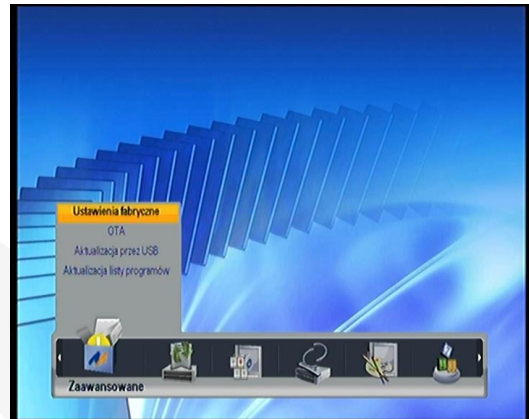 Ustawienia fabryczne
OTA
Aktualizacja przez USB
Aktualizacja listy programów
Zaawansowane